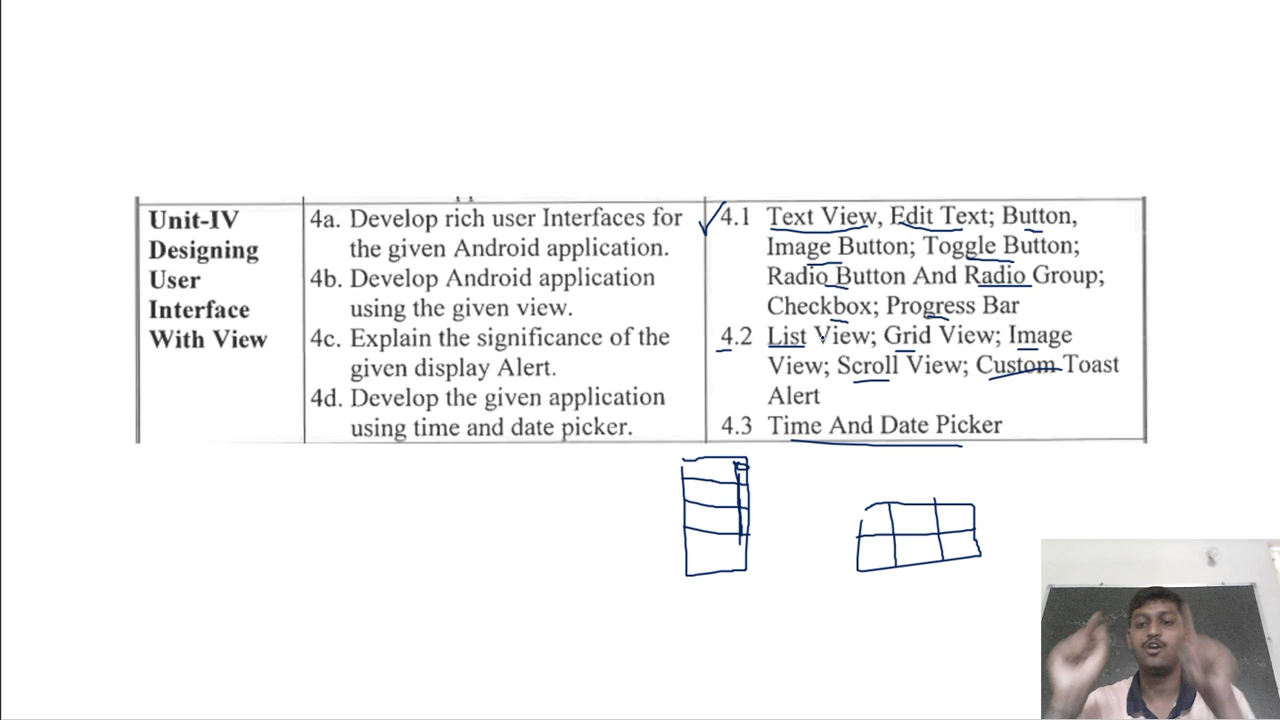 Unit-IV
Designing
User
Interface
With View
4a. Develop rich user Interfaces for
the given Android application.
4b. Develop Android application
using the given view.
4c. Explain the significance of the
given display Alert.
4d. Develop the given application
using time and date picker.
4.1 Text View, Edit Text; Button,
Image Button; Toggle Button;
Radio Button And Radio Group;
Checkbox; Progress Bar
4.2 List View; Grid View; Image
View; Scroll View; Custom Toast
Alert
4.3 Time And Date Picker